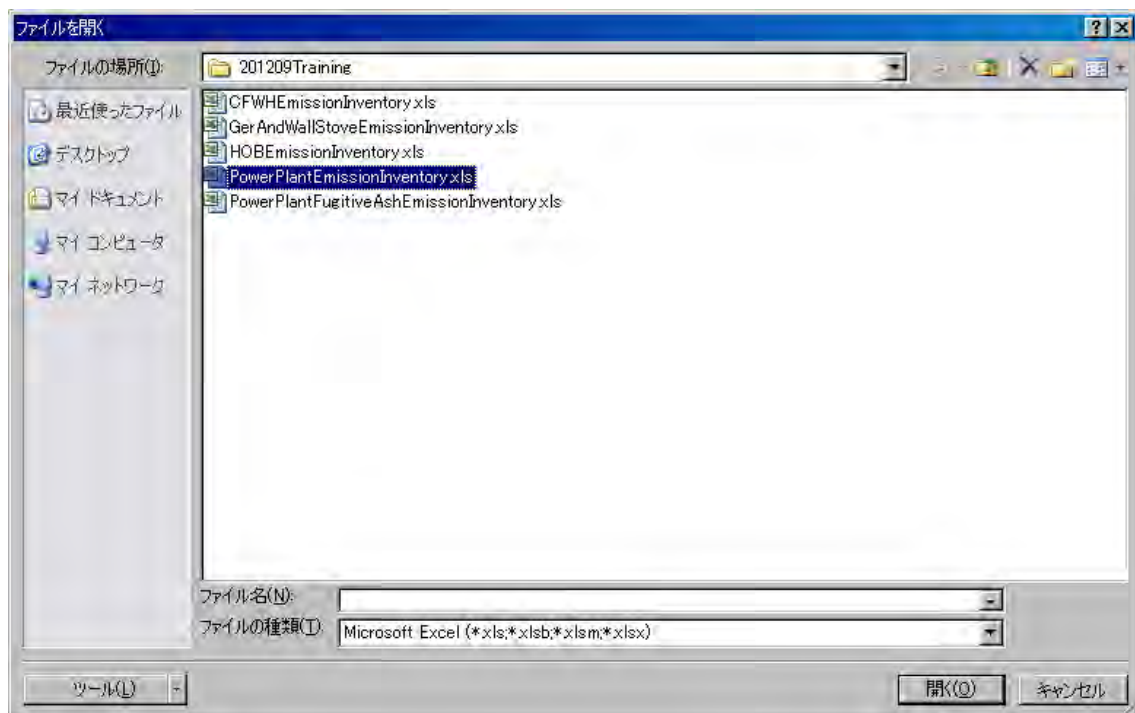 ファイルを開く
ファイルの場所(I):
201209Training
最近使ったファイル
デスクトップ
マイ ドキュメント
マイ コンピュータ
マイ ネットワーク
CFWHEmissionInventory.xls
GerAndWallStoveEmissionInventory.xls
HOBEmissionInventory.xls
PowerPlantEmissionInventory.xls
PowerPlantFugitiveAshEmissionInventory.xls
ファイル名(N):
ファイルの種類(T):
Microsoft Excel (*.xls;*.xlsb;*.xlsm;*.xlsx)
ツール(L)
開く(O)
キャンセル